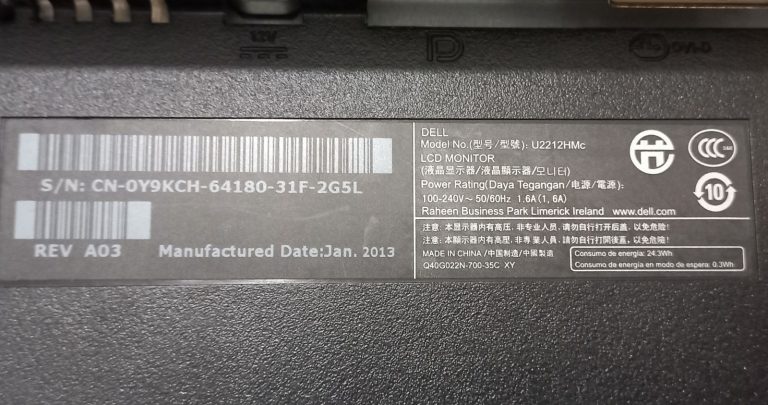 12V
DVI-D
S/N: CN-0Y9KCH-64180-31F-2G5L
REV A03
Manufactured Date:Jan. 2013
DELL
Model No.(型号/型號): U2212HMc
LCD MONITOR
(液晶显示器/液晶顯示器/모니터)
Power Rating(Daya Tegangan/电源/電源):
100-240V~ 50/60Hz 1.6A(1, 6A)
Raheen Business Park Limerick Ireland www.dell.com
注意: 本显示器内有高压, 非专业人员, 请勿自行打开后盖, 以免危险!
注意: 本顯示器内有高壓, 非專業人員, 請勿自行打開後蓋, 以免危險!
MADE IN CHINA /中国制造/中國製造
Q40G022N-700-35C XY
Consumo de energía: 24.3Wh
Consumo de energía en modo de espera: 0.3Wh
10